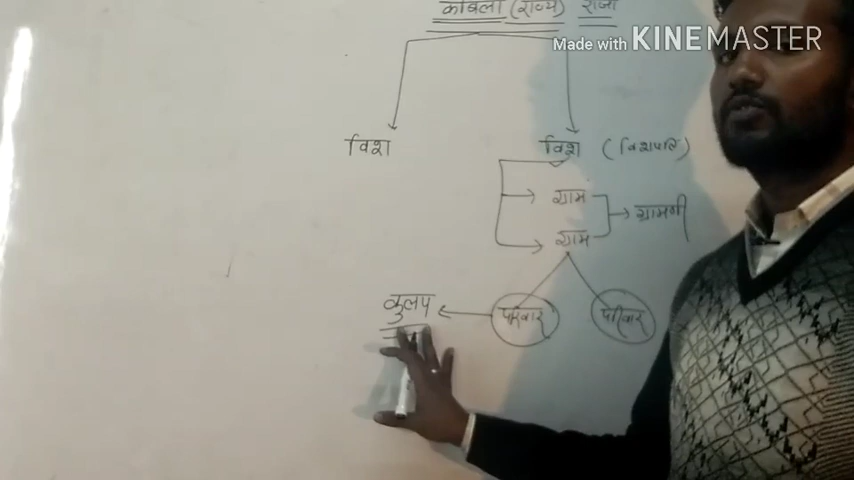 कबिला (राज्य) राजा
Made with KINEMASTER
विश
विश (विशपति)
ग्राम
ग्रामणी
ग्राम
कुलप
परिवार
परिवार